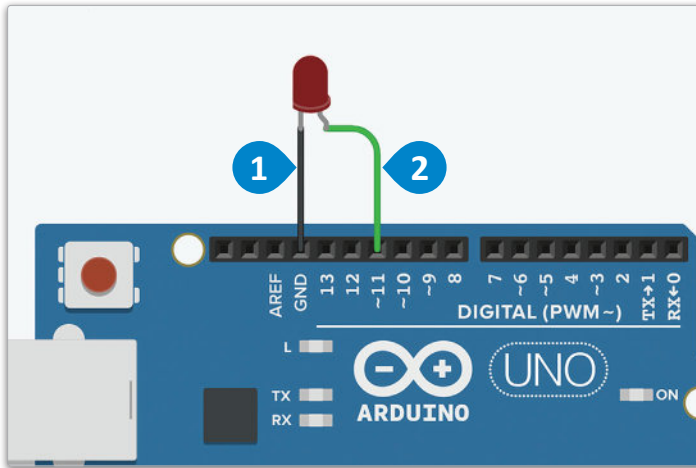 1
2
AREF
GND
13
12
~11
~10
~9
8
7
~6
~5
4
~3
2
TX→1
RX←0
DIGITAL (PWM~)
L
TX
RX
ARDUINO
UNO
ON